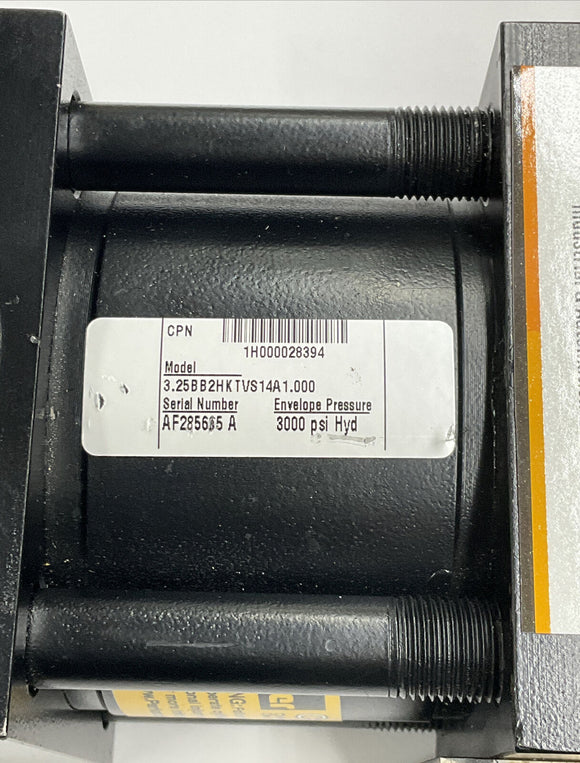 CPN
1H000028394
Model
3.25BB2HKTVS14A1.000
Serial Number Envelope Pressure
A 3000 psi Hyd